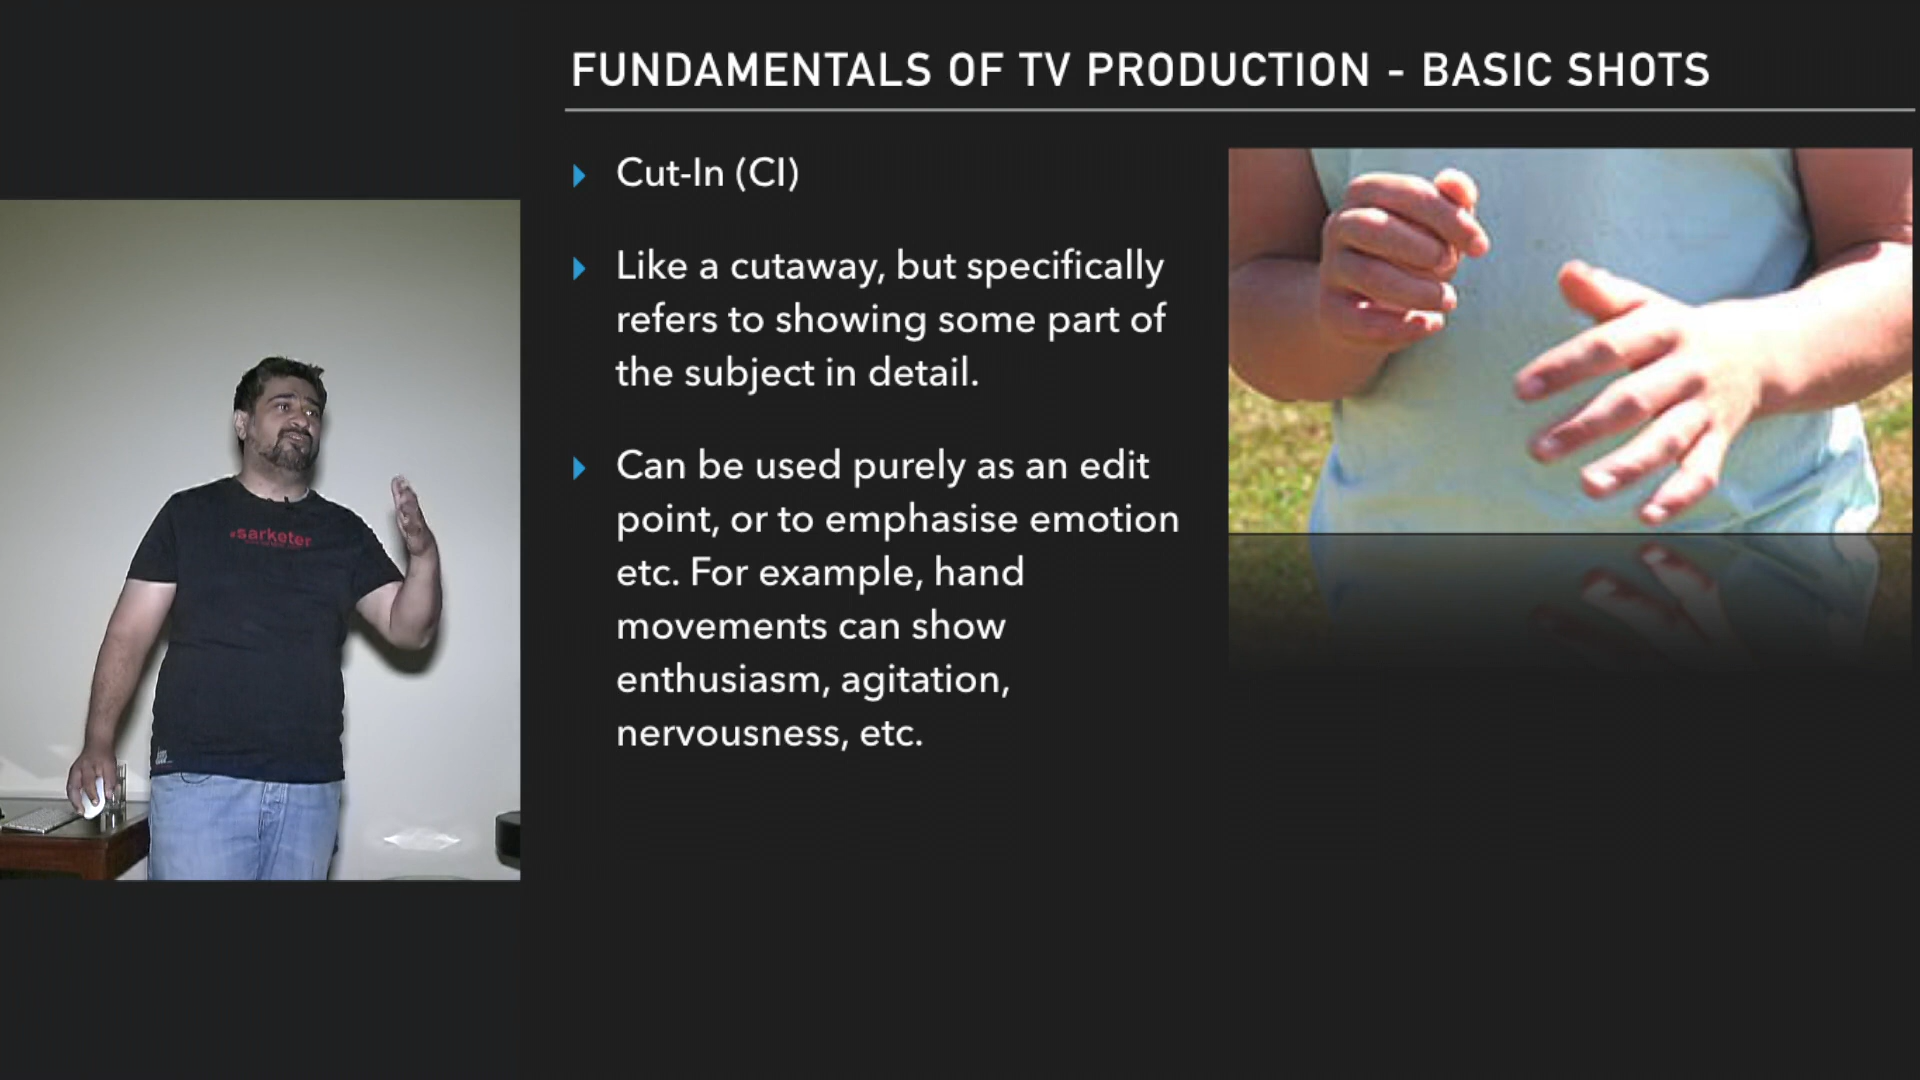 FUNDAMENTALS OF TV PRODUCTION - BASIC SHOTS
Cut-In (CI)
Like a cutaway, but specifically
refers to showing some part of
the subject in detail.
Can be used purely as an edit
point, or to emphasise emotion
etc. For example, hand
movements can show
enthusiasm, agitation,
nervousness, etc.
sarketer